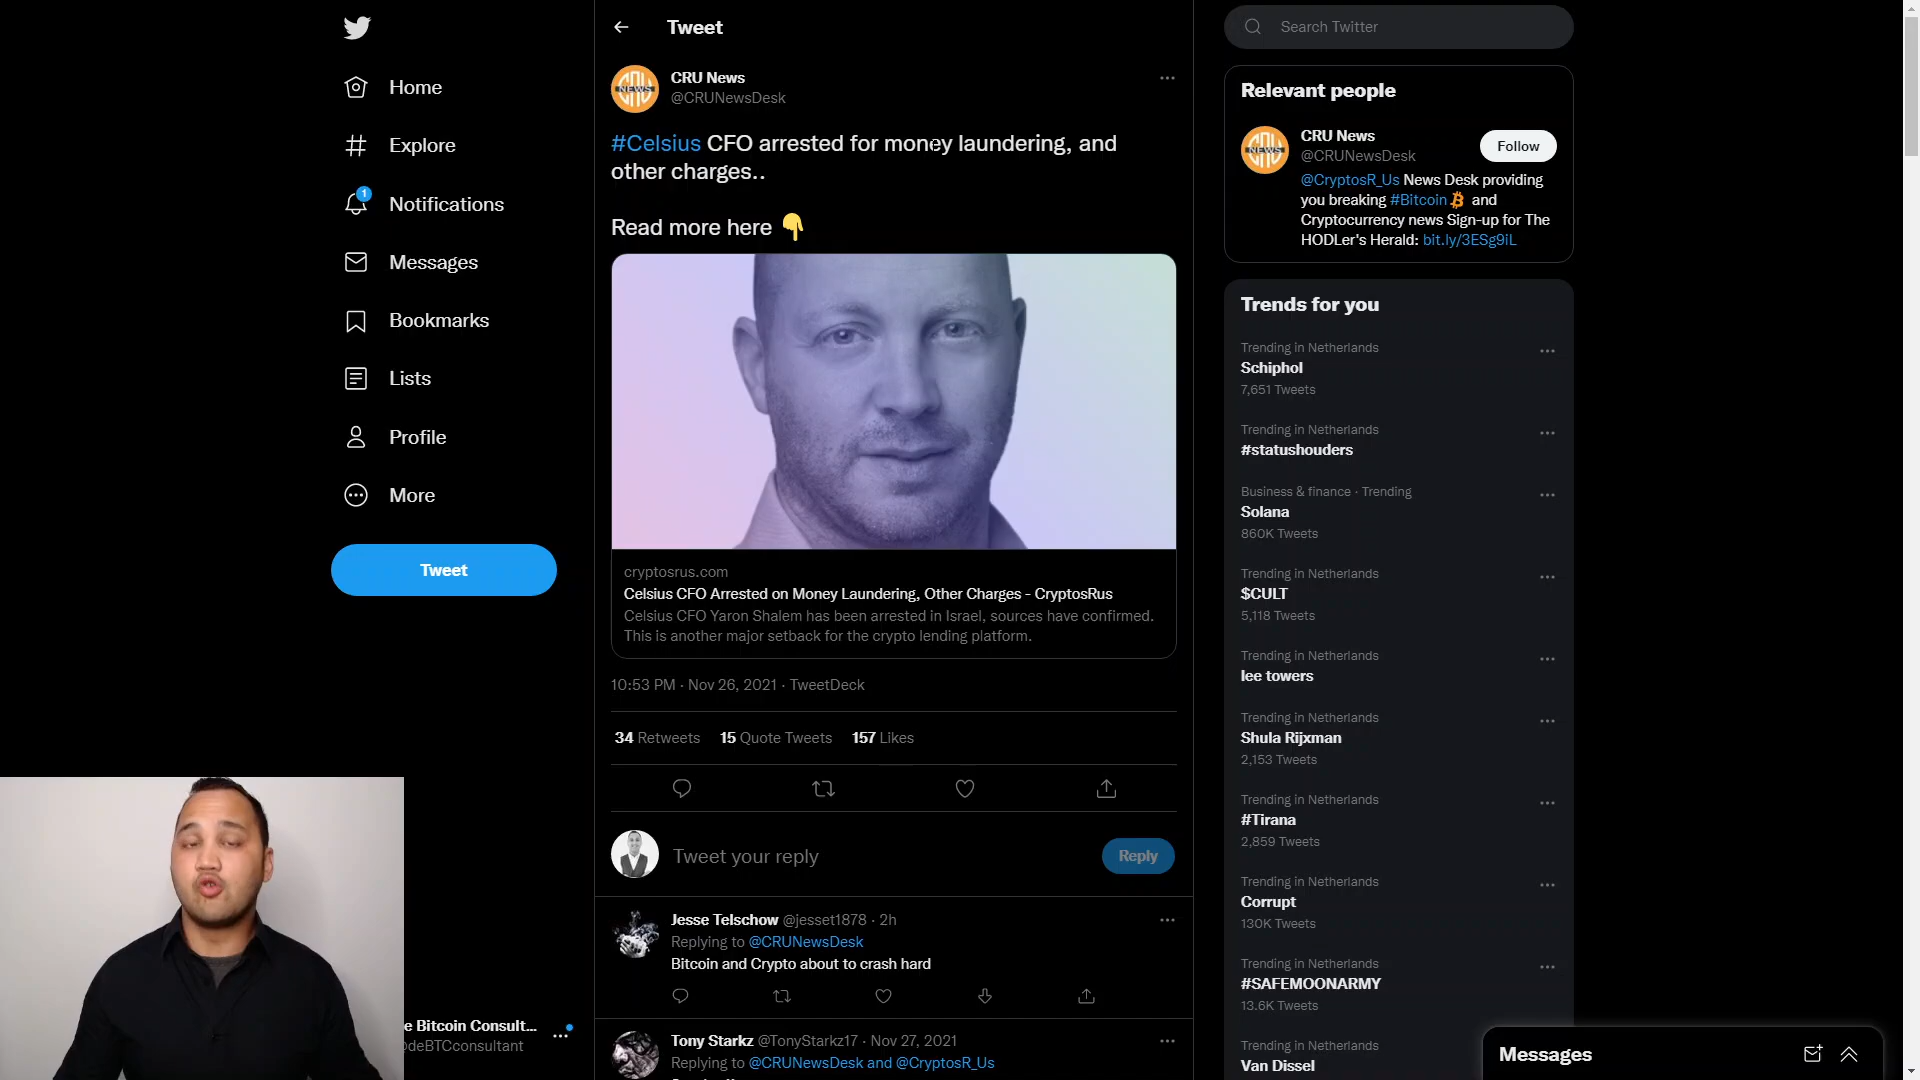 Home
Explore
1
Notifications
Messages
Bookmarks
Lists
Profile
More
Tweet
e Bitcoin Consult...
deBTCconsultant
Tweet
CRU News
@CRUNewsDesk
#Celsius CFO arrested for money laundering, and
other charges..
Read more here
cryptosrus.com
Celsius CFO Arrested on Money Laundering, Other Charges - CryptosRus
Celsius CFO Yaron Shalem has been arrested in Israel, sources have confirmed.
This is another major setback for the crypto lending platform.
10:53 PM · Nov 26, 2021 · TweetDeck
34 Retweets 15 Quote Tweets 157 Likes
Tweet your reply
Reply
Jesse Telschow @jesset1878 · 2h
Replying to @CRUNewsDesk
Bitcoin and Crypto about to crash hard
Tony Starkz @TonyStarkz17 · Nov 27, 2021
Replying to @CRUNewsDesk and @CryptosR_Us
Search Twitter
Relevant people
NEWS
CRU News
@CRUNewsDesk
Follow
@CryptosR_Us News Desk providing
you breaking #Bitcoin and
Cryptocurrency news Sign-up for The
HODLer's Herald: bit.ly/3ESg9iL
Trends for you
Trending in Netherlands
Schiphol
7,651 Tweets
Trending in Netherlands
#statushouders
Business & finance · Trending
Solana
860K Tweets
Trending in Netherlands
$CULT
5,118 Tweets
Trending in Netherlands
lee towers
Trending in Netherlands
Shula Rijxman
2,153 Tweets
Trending in Netherlands
#Tirana
2,859 Tweets
Trending in Netherlands
Corrupt
130K Tweets
Trending in Netherlands
#SAFEMOONARMY
13.6K Tweets
Trending in Netherlands
Van Dissel
Messages